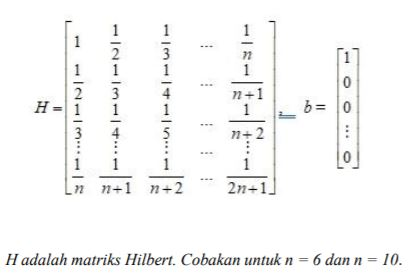 H = [ 1 1/2 1/3 ... 1/n
1/2 1/3 1/4 ... 1/n+1
1/3 1/4 1/5 ... 1/n+2
⋮ ⋮ ⋮ ⋮
1/n 1/n+1 1/n+2 ... 1/2n+1 ], b = [ 1 0 0 ⋮ 0 ]
H adalah matriks Hilbert. Cobakan untuk n = 6 dan n = 10.